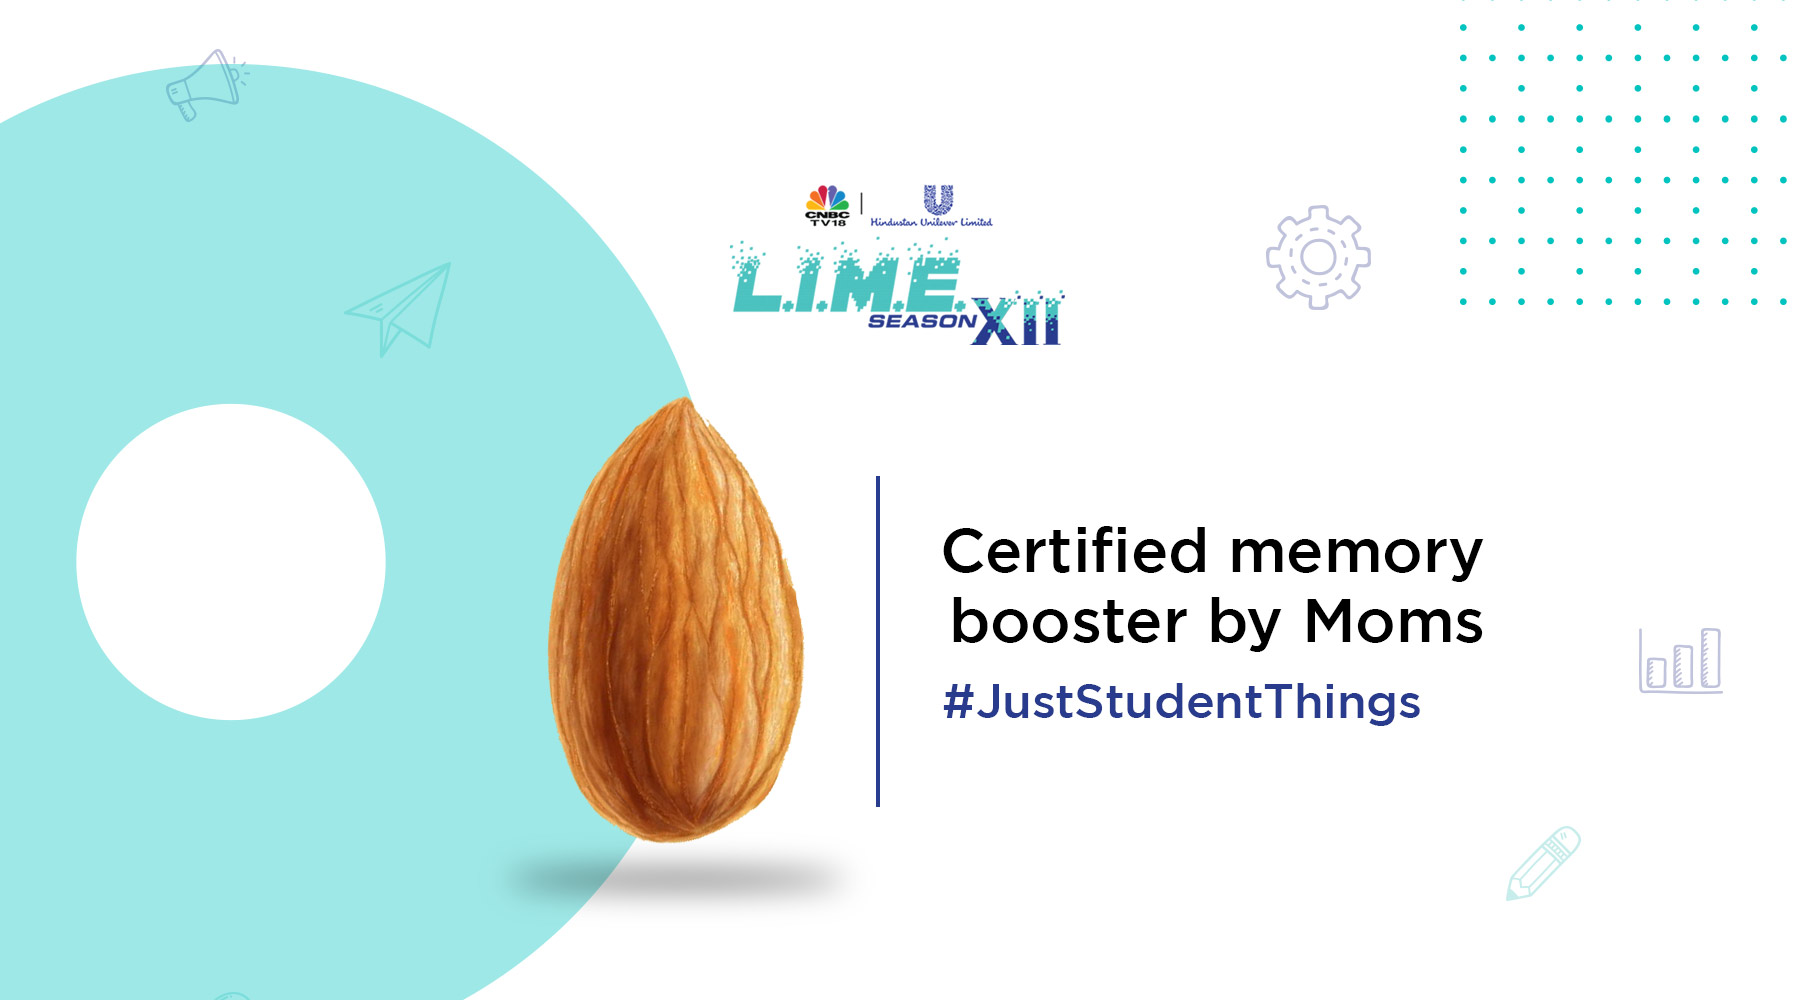 CNBC
TV18
Hindustan Unilever Limited
L.I.M.E.
SEASON XII
Certified memory
booster by Moms
#JustStudentThings